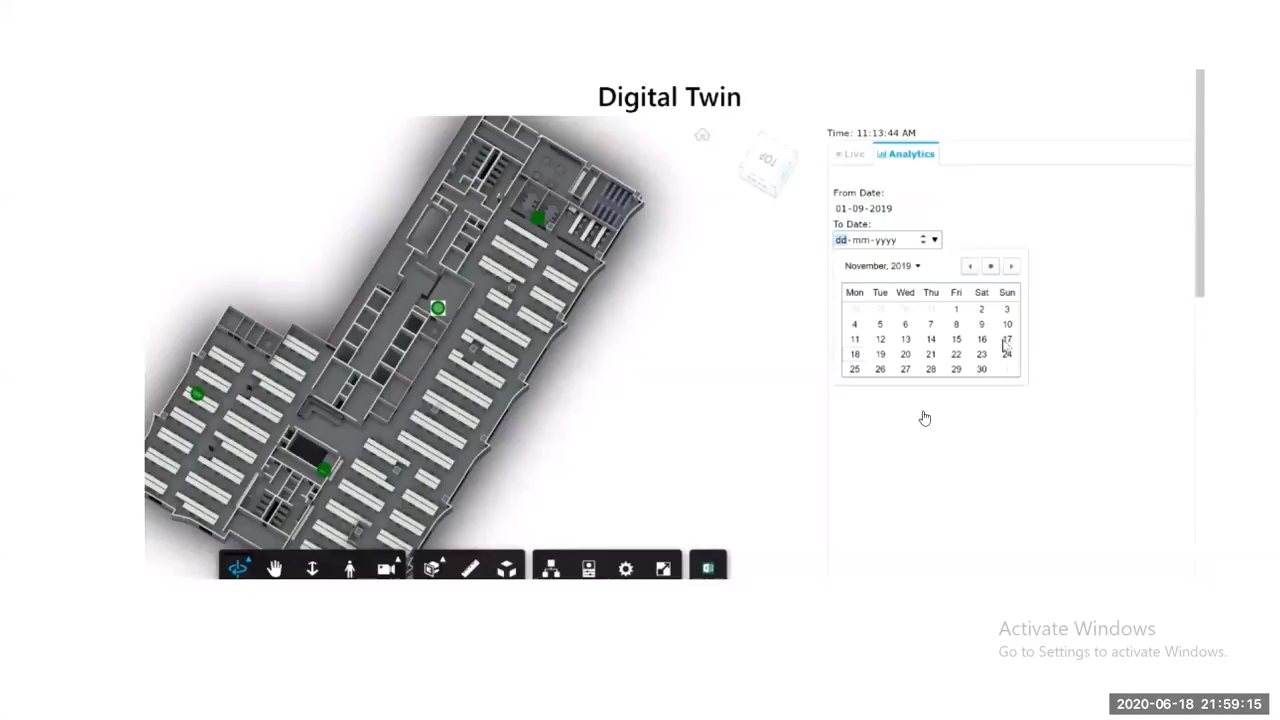 Digital Twin
Time: 11:13:44 AM
Live
Analytics
From Date:
01-09-2019
To Date:
dd-mm-yyyy
November, 2019
Mon Tue Wed Thu Fri Sat Sun
1 2 3
4 5 6 7 8 9 10
11 12 13 14 15 16 17
18 19 20 21 22 23 24
25 26 27 28 29 30
TOP
Activate Windows
Go to Settings to activate Windows.
2020-06-18 21:59:15